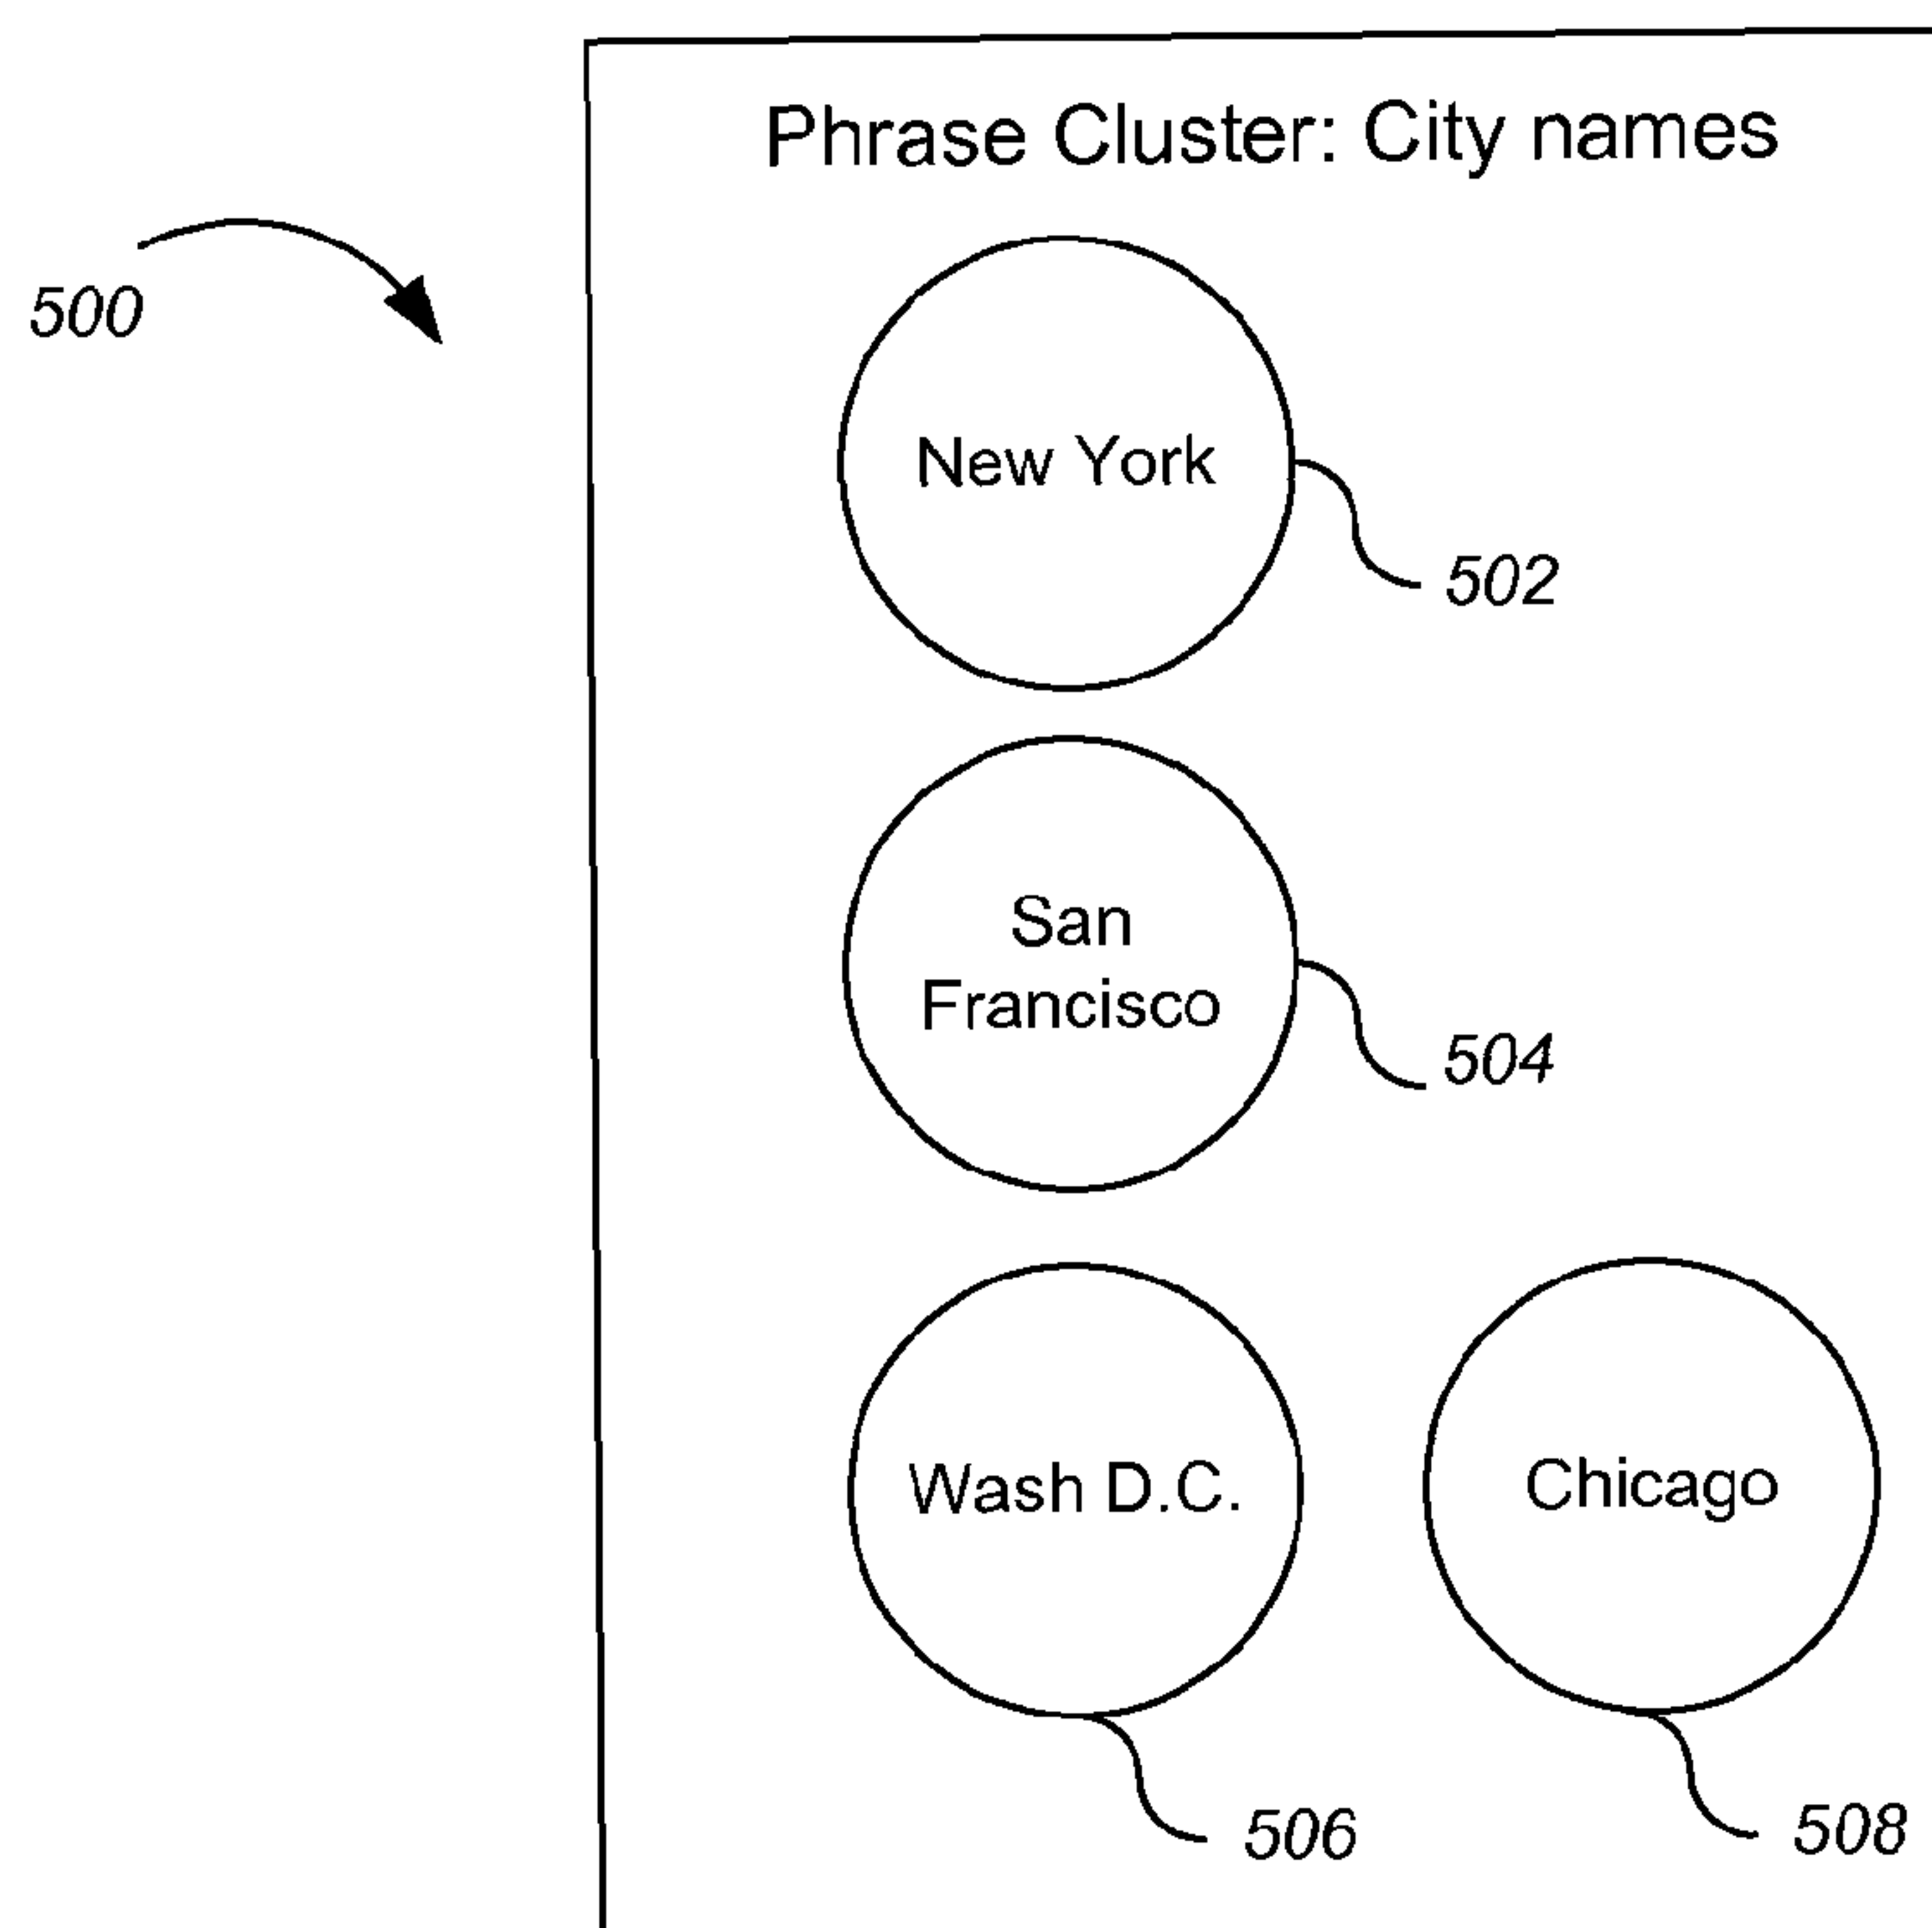 Phrase Cluster: City names
500
New York
502
San
Francisco
504
Wash D.C.
Chicago
506
508